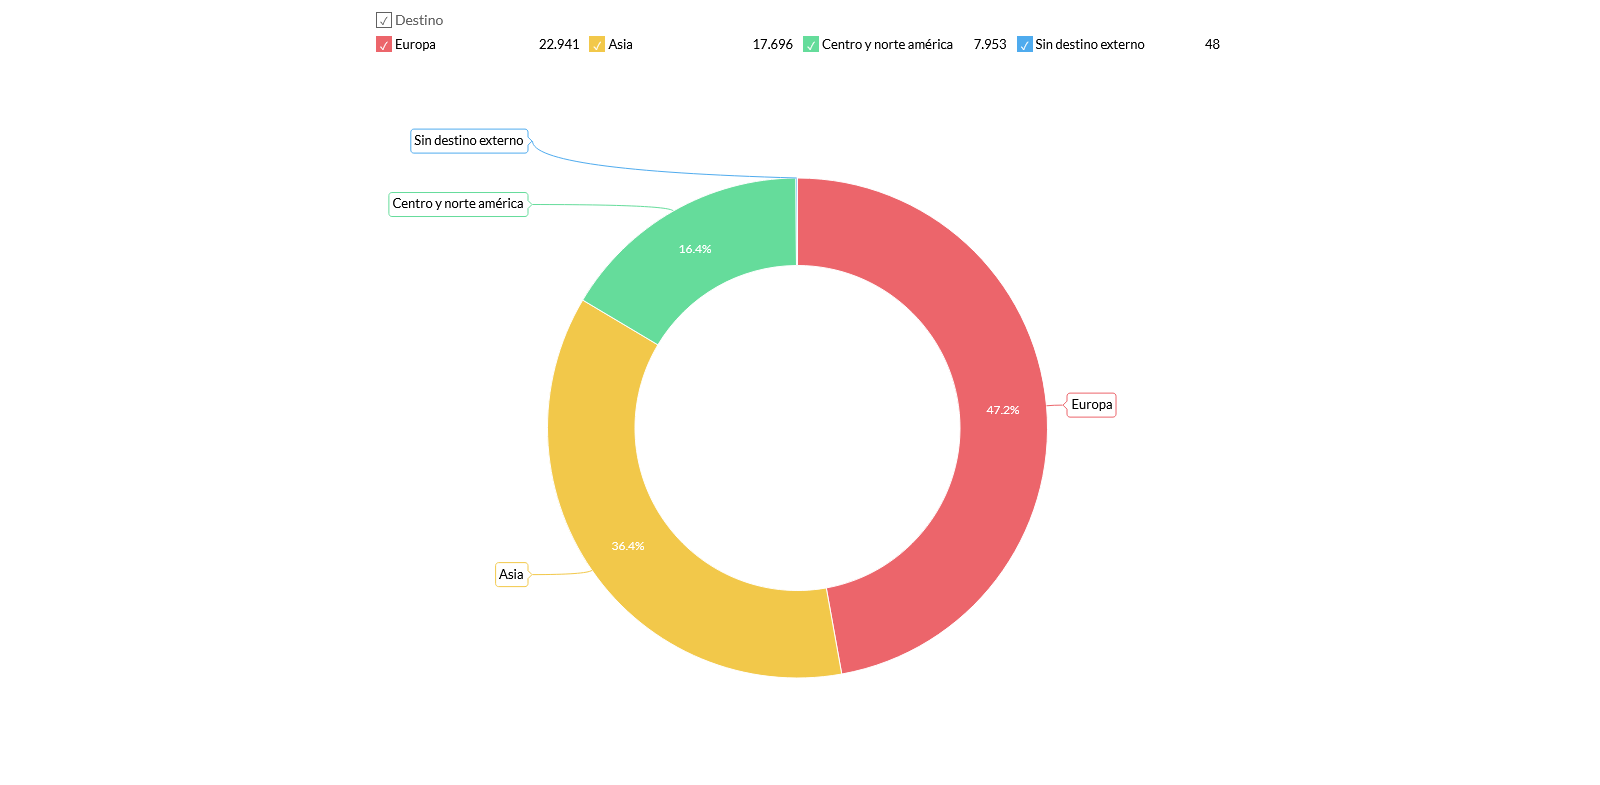 Destino
Europa 22.941 Asia 17.696 Centro y norte américa 7.953 Sin destino externo 48
Sin destino externo
Centro y norte américa
16.4%
47.2%
Europa
36.4%
Asia